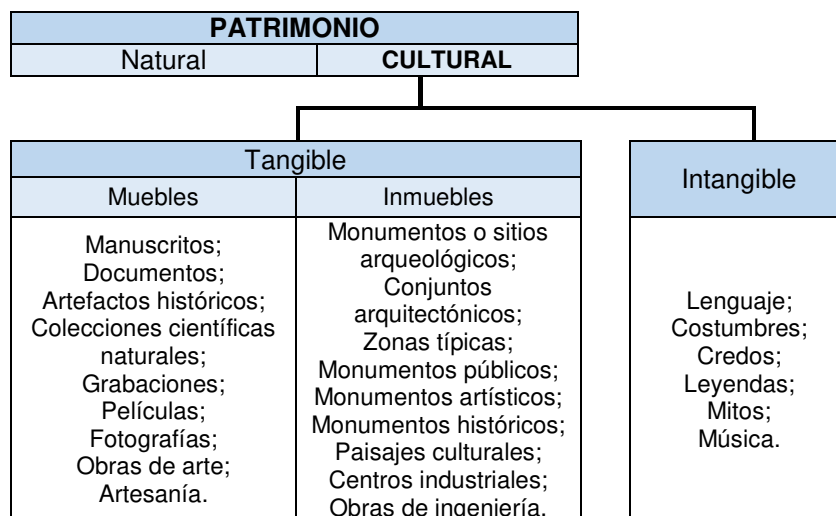 PATRIMONIO
Natural
CULTURAL
Tangible
Muebles
Inmuebles
Manuscritos;
Documentos;
Artefactos históricos;
Colecciones científicas
naturales;
Grabaciones;
Películas;
Fotografías;
Obras de arte;
Artesanía.
Monumentos o sitios
arqueológicos;
Conjuntos
arquitectónicos;
Zonas típicas;
Monumentos públicos;
Monumentos artísticos;
Monumentos históricos;
Paisajes culturales;
Centros industriales;
Obras de ingeniería.
Intangible
Lenguaje;
Costumbres;
Credos;
Leyendas;
Mitos;
Música.